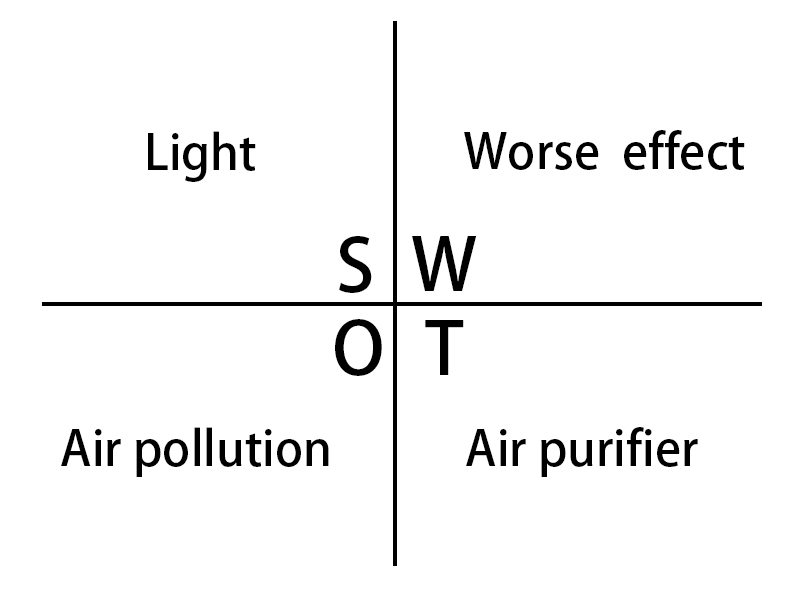 Light
Worse effect
S W
O T
Air pollution
Air purifier